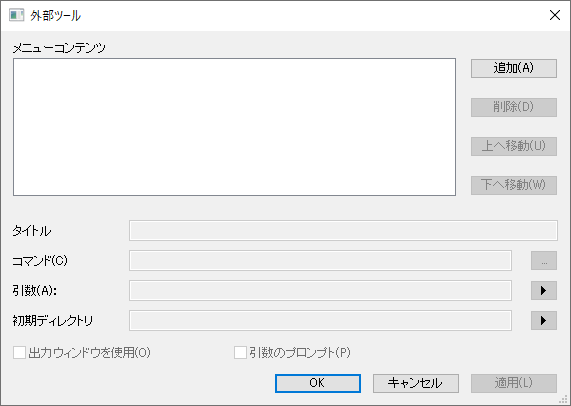 外部ツール
メニューコンテンツ
追加(A)
削除(D)
上へ移動(U)
下へ移動(W)
タイトル
コマンド(C)
...
引数(A):
初期ディレクトリ
出力ウィンドウを使用(O)
引数のプロンプト(P)
OK
キャンセル
適用(L)